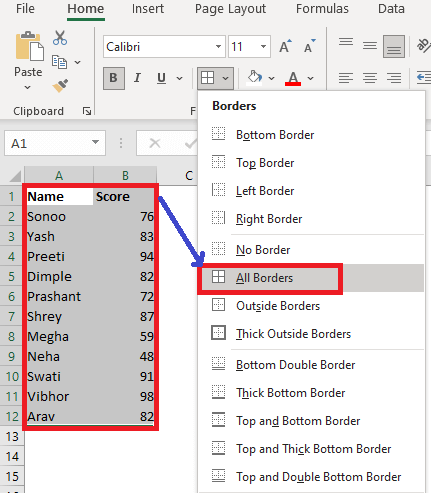 File Home Insert Page Layout Formulas Data
Paste
Calibri 11 A A
B I U A
Clipboard F
A1
A B C
1 Name Score
2 Sonoo 76
3 Yash 83
4 Preeti 94
5 Dimple 82
6 Prashant 72
7 Shrey 87
8 Megha 59
9 Neha 48
10 Swati 91
11 Vibhor 98
12 Arav 82
13
14
15
16
Borders
Bottom Border
Top Border
Left Border
Right Border
No Border
All Borders
Outside Borders
Thick Outside Borders
Bottom Double Border
Thick Bottom Border
Top and Bottom Border
Top and Thick Bottom Border
Top and Double Bottom Border